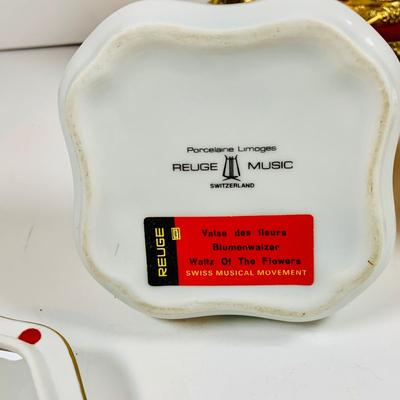 Porcelaine Limoges
REUGE MUSIC
SWITZERLAND
REUGE
Valse des fleurs
Blumenwalzer
Waltz Of The Flowers
SWISS MUSICAL MOVEMENT